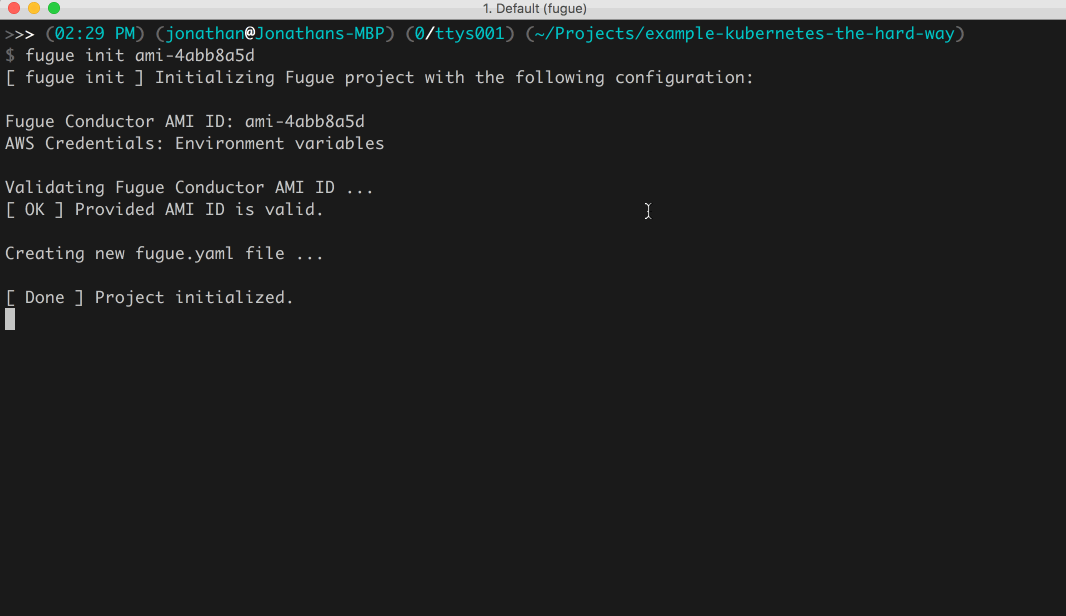 1. Default (fugue)
>>> (02:29 PM) (jonathan@Jonathans-MBP) (0/ttys001) (~/Projects/example-kubernetes-the-hard-way)
$ fugue init ami-4abb8a5d
[ fugue init ] Initializing Fugue project with the following configuration:
Fugue Conductor AMI ID: ami-4abb8a5d
AWS Credentials: Environment variables
Validating Fugue Conductor AMI ID ...
[ OK ] Provided AMI ID is valid.
Creating new fugue.yaml file ...
[ Done ] Project initialized.